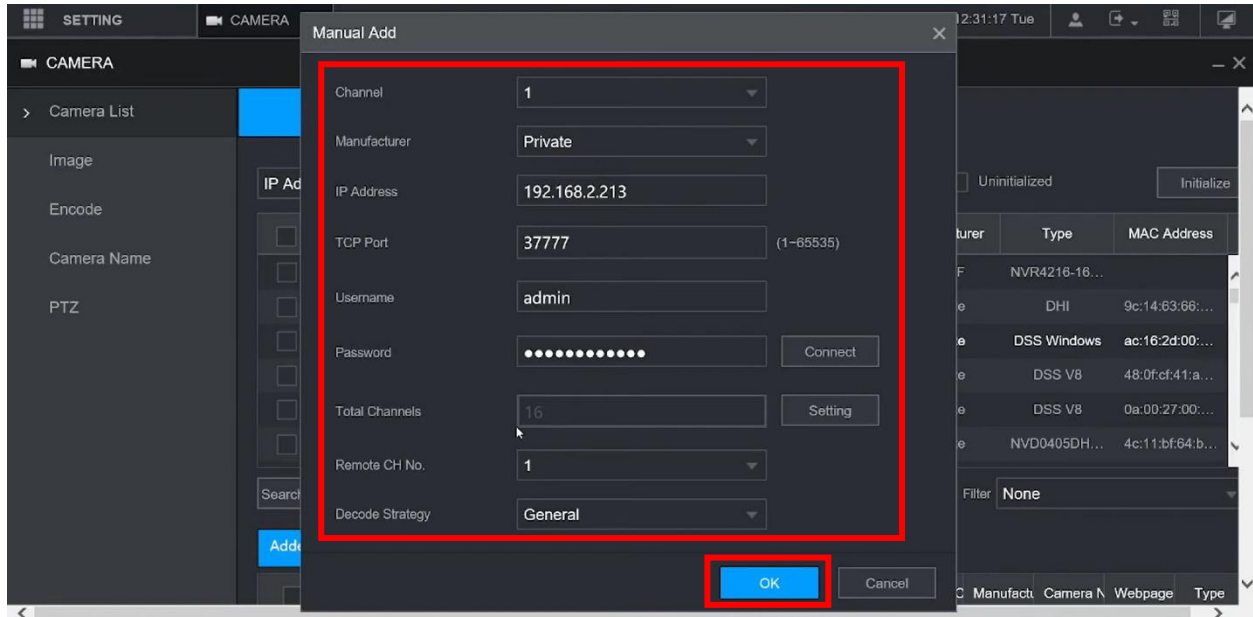 SETTING
CAMERA
12:31:17 Tue
Manual Add
CAMERA
Camera List
Image
Encode
Camera Name
PTZ
Channel 1
Manufacturer Private
IP Address 192.168.2.213
TCP Port 37777 (1~65535)
Username admin
Password ●●●●●●●●●●●● Connect
Total Channels 16 Setting
Remote CH No. 1
Decode Strategy General
OK Cancel
IP Ad
Uninitialized Initialize
turer Type MAC Address
F NVR4216-16...
e DHI 9c:14:63:66:...
e DSS Windows ac:16:2d:00:...
e DSS V8 48:0f:cf:41:a...
e DSS V8 0a:00:27:00:...
e NVD0405DH... 4c:11:bf:64:b...
Search
Filter None
Adde
C Manufactu Camera N Webpage Type